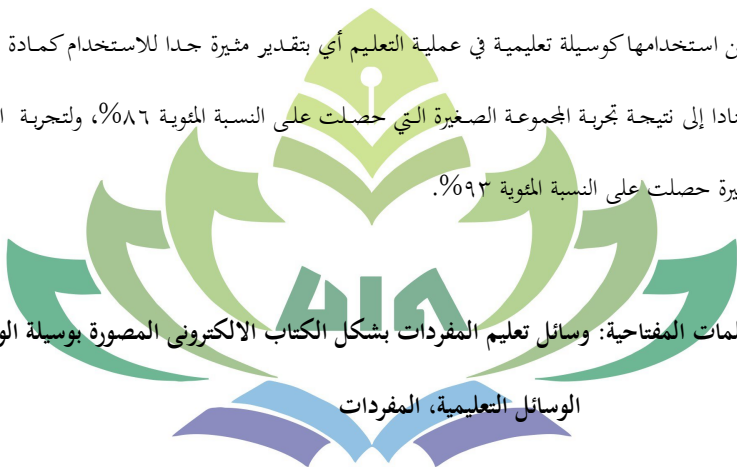 ن استخدامها كوسيلة تعليمية في عملية التعليم أي بتقدير مثيرة جدا للاستخدام كمادة
نادا إلى نتيجة تجربة المجموعة الصغيرة التي حصلت على النسبة المئوية ٨٦%، ولتجربة ا
يرة حصلت على النسبة المئوية ٩٣%.
UIN
لمات المفتاحية: وسائل تعليم المفردات بشكل الكتاب الالكترونى المصورة بوسيلة الو
الوسائل التعليمية، المفردات